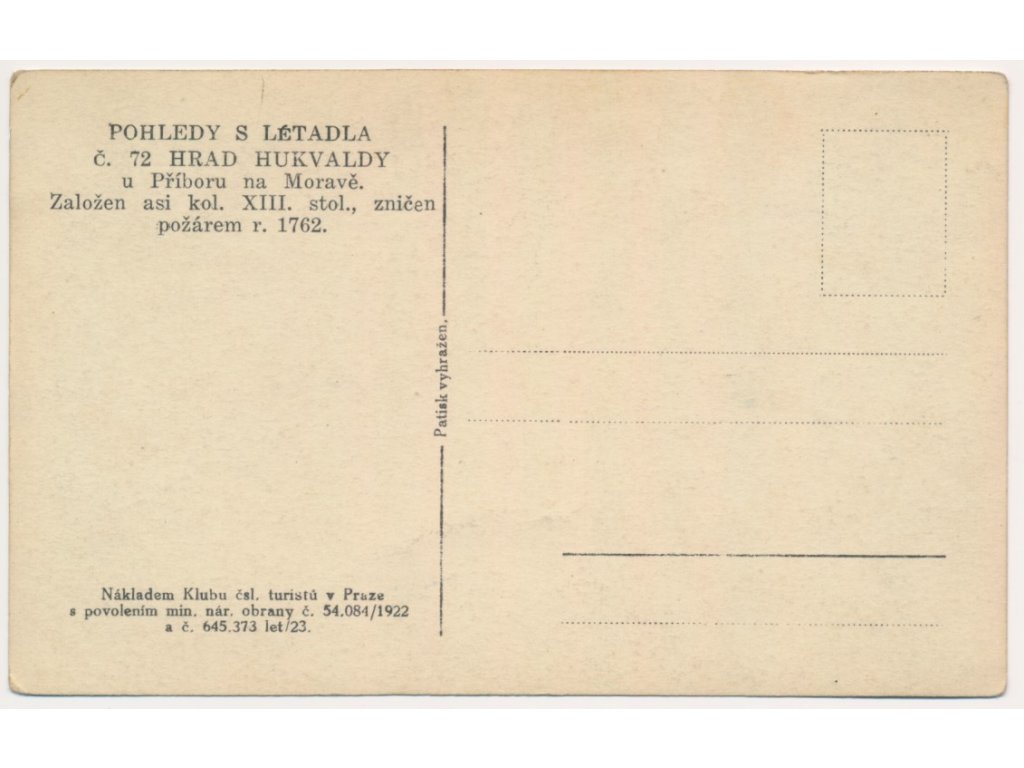 POHLEDY S LÉTADLA
Č. 72 HRAD HUKVALDY
u Příboru na Moravě.
Založen asi kol. XIII. stol., zničen
požárem r. 1762.
Patisk vyhražen.
Nákladem Klubu čsl. turistů v Praze
s povolením min. nár. obrany č. 54.084/1922
a č. 645.373 let/23.